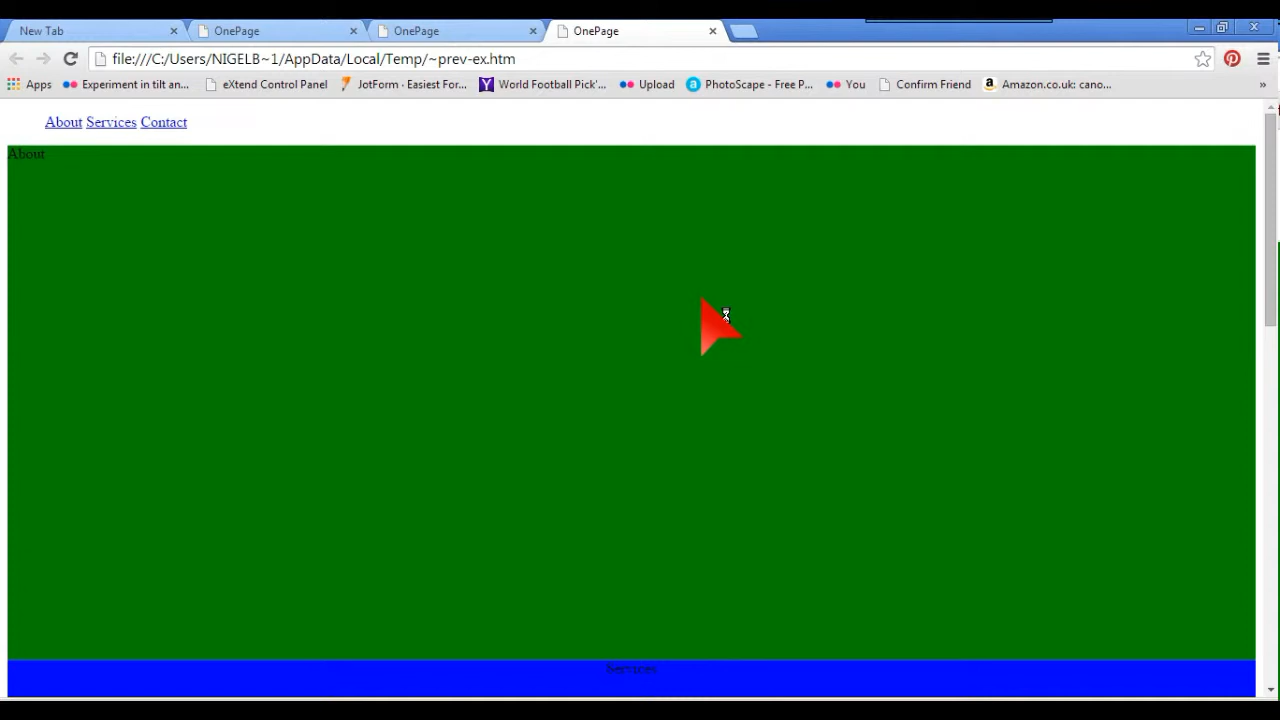 New Tab
OnePage
OnePage
OnePage
file:///C:/Users/NIGELB~1/AppData/Local/Temp/~prev-ex.htm
Apps
Experiment in tilt an...
eXtend Control Panel
JotForm · Easiest For...
World Football Pick'...
Upload
PhotoScape - Free P...
You
Confirm Friend
Amazon.co.uk: cano...
About Services Contact
About
Services